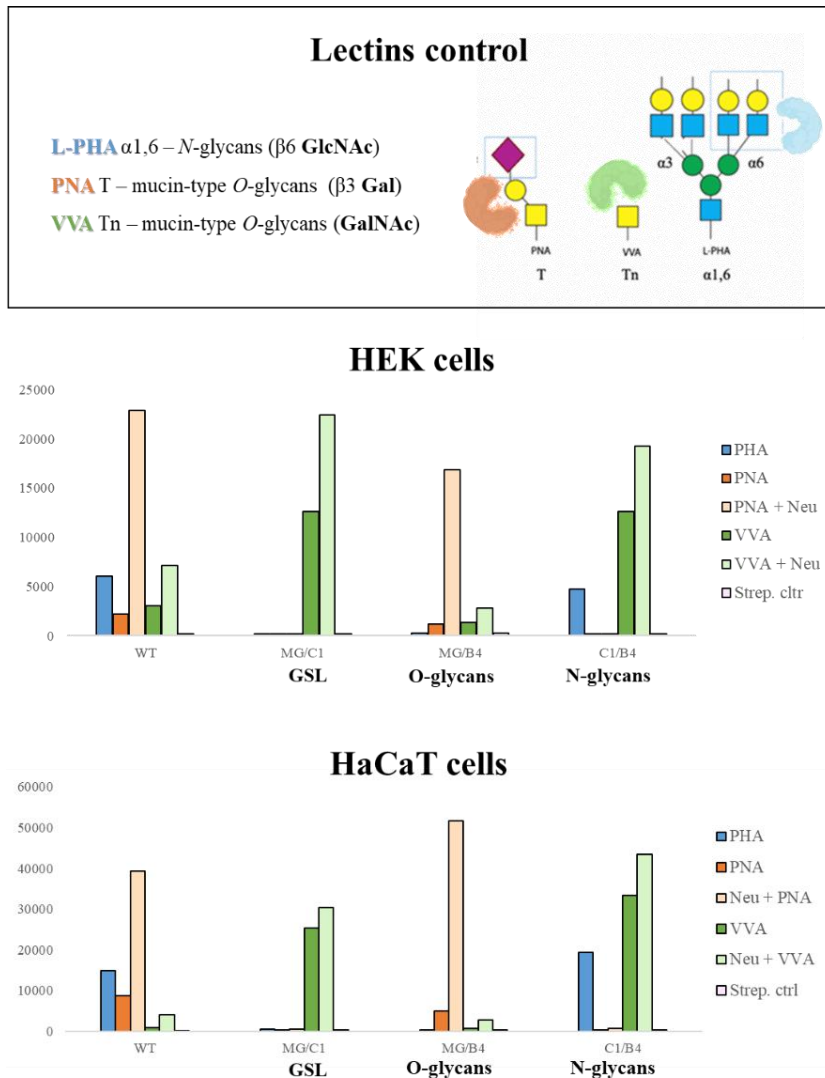 Lectins control
L-PHA α1,6 – N-glycans (β6 GlcNAc)
PNA T – mucin-type O-glycans (β3 Gal)
VVA Tn – mucin-type O-glycans (GalNAc)
α3
α6
PNA
VVA
L-PHA
T
Tn
α1,6
HEK cells
25000
20000
15000
10000
5000
0
WT
MG/C1
MG/B4
C1/B4
GSL
O-glycans
N-glycans
PHA
PNA
PNA + Neu
VVA
VVA + Neu
Strep. cltr
HaCaT cells
60000
50000
40000
30000
20000
10000
0
WT
MG/C1
MG/B4
C1/B4
GSL
O-glycans
N-glycans
PHA
PNA
Neu + PNA
VVA
Neu + VVA
Strep. ctrl